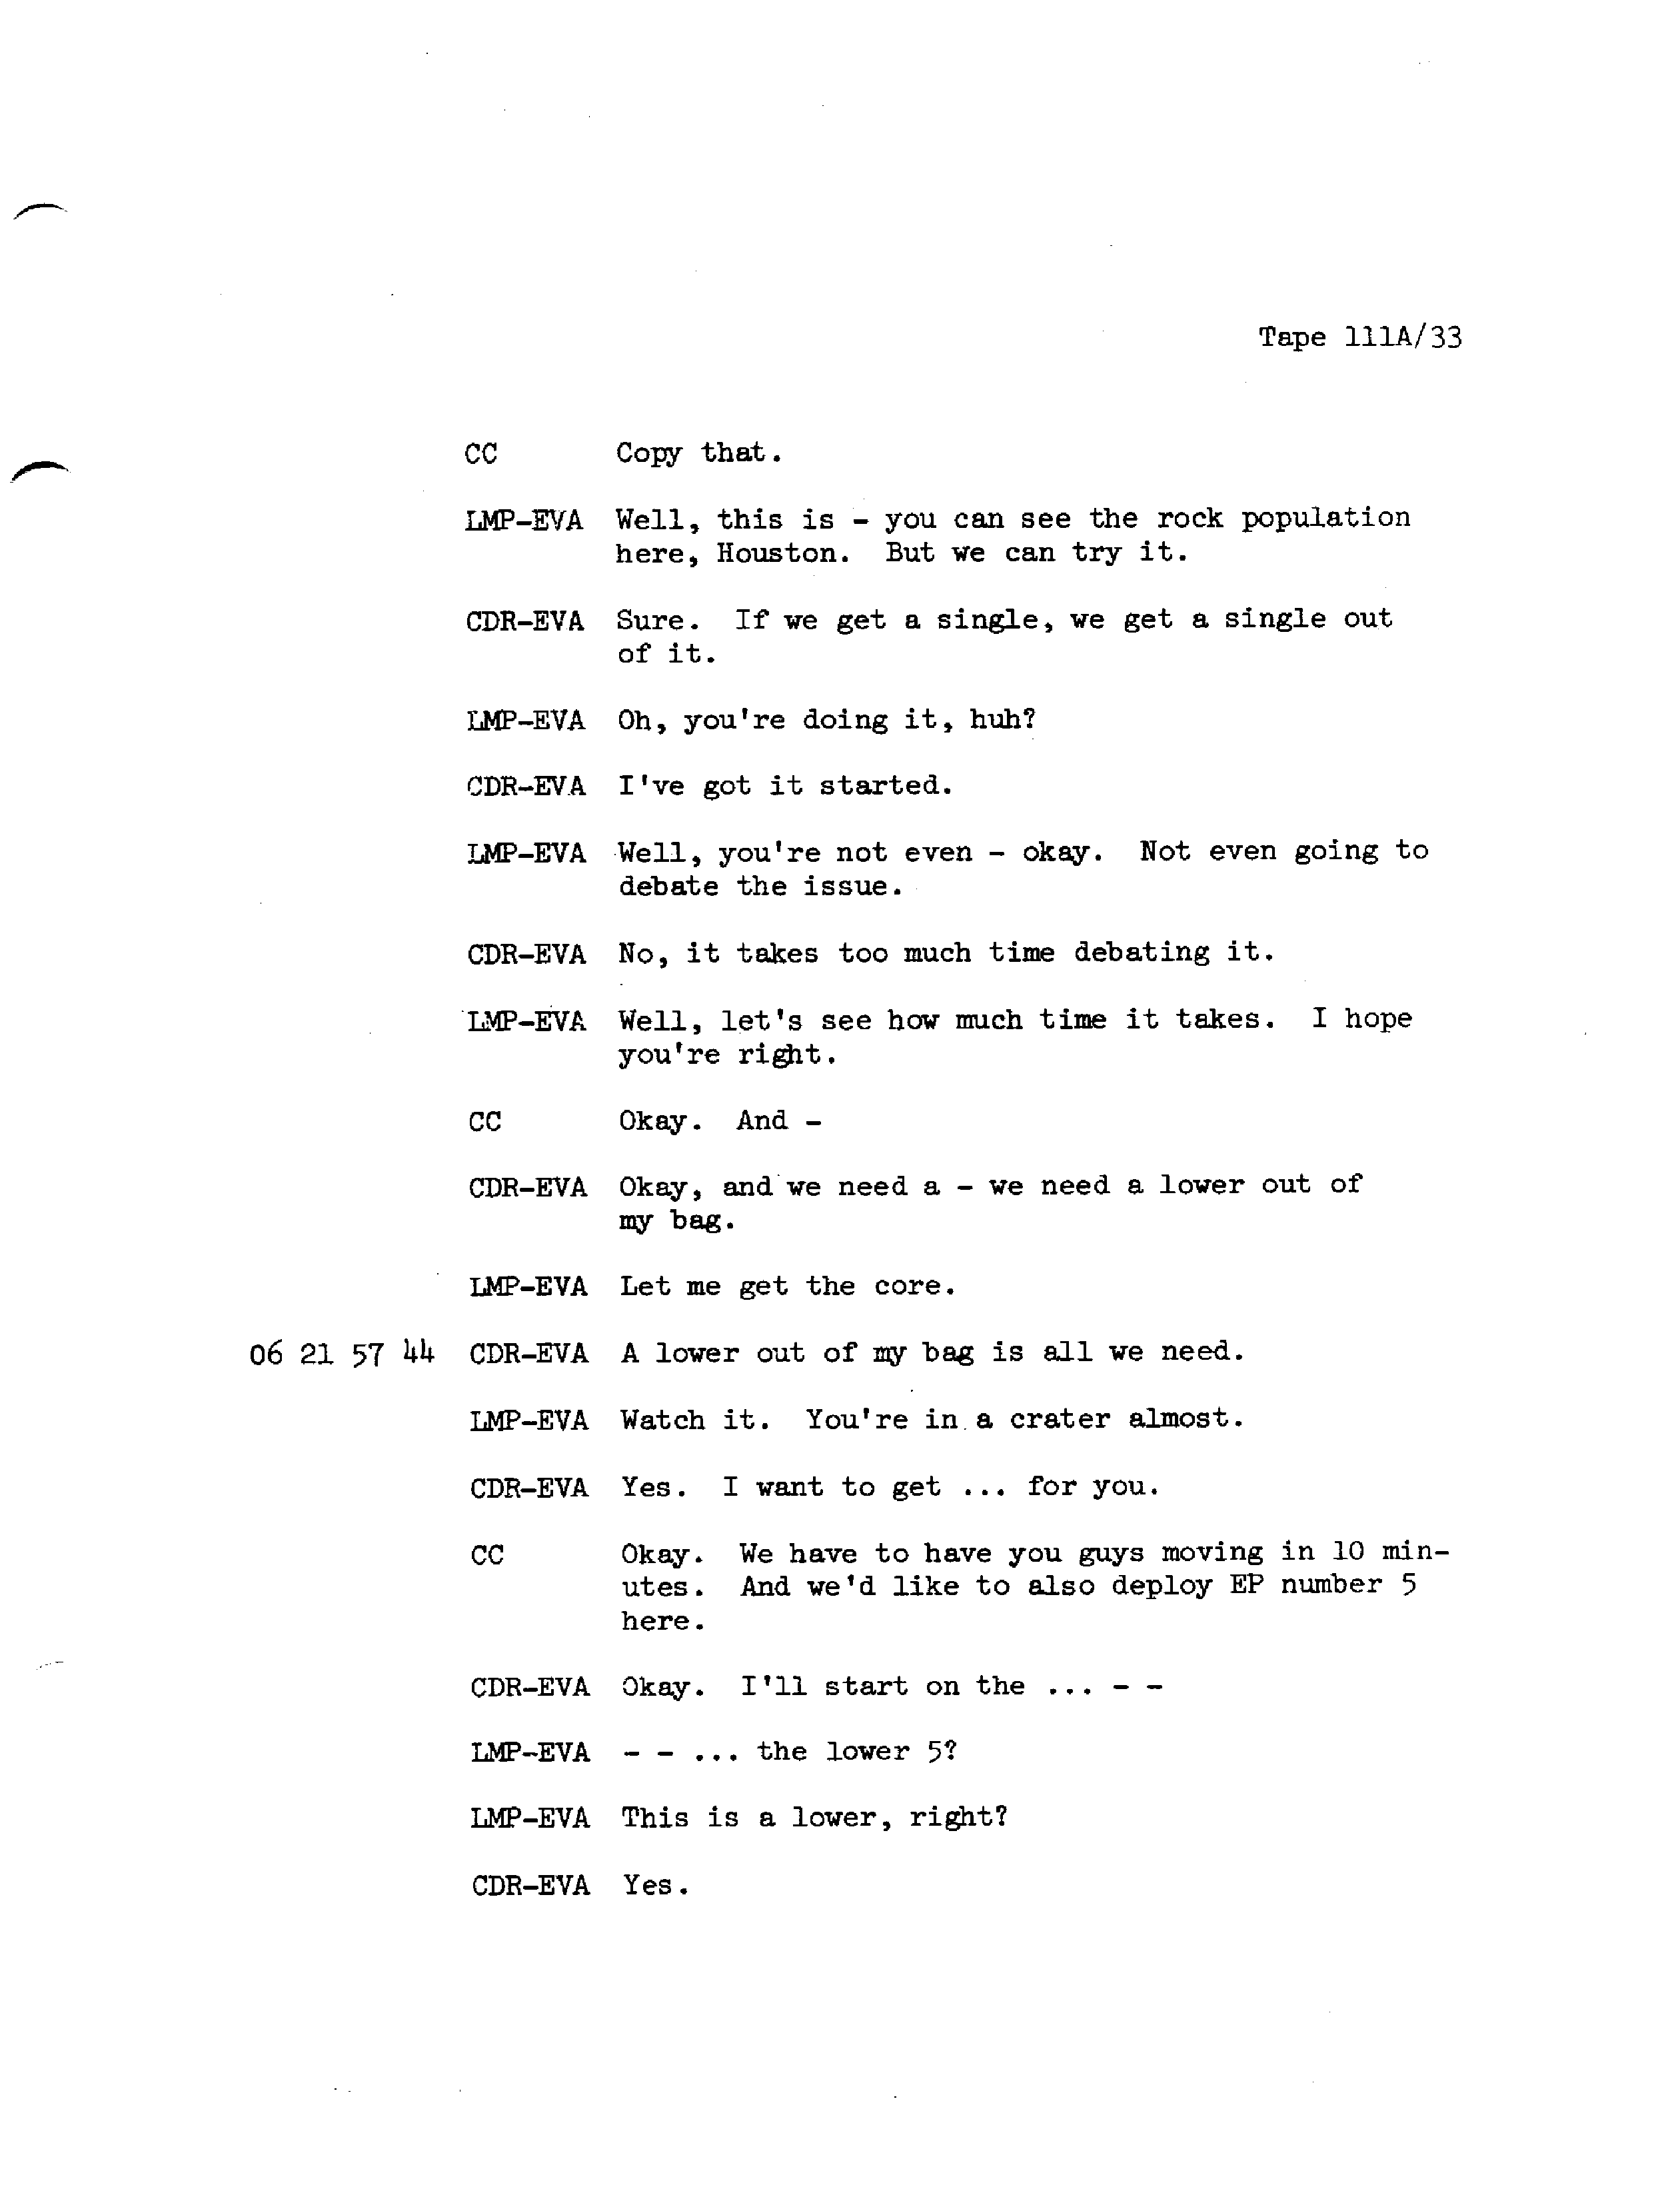 Tape 111A/33
CC Copy that.
LMP-EVA Well, this is - you can see the rock population
here, Houston. But we can try it.
CDR-EVA Sure. If we get a single, we get a single out
of it.
LMP-EVA Oh, you're doing it, huh?
CDR-EVA I've got it started.
LMP-EVA Well, you're not even - okay. Not even going to
debate the issue.
CDR-EVA No, it takes too much time debating it.
LMP-EVA Well, let's see how much time it takes. I hope
you're right.
CC Okay. And -
CDR-EVA Okay, and we need a - we need a lower out of
my bag.
LMP-EVA Let me get the core.
06 21 57 44 CDR-EVA A lower out of my bag is all we need.
LMP-EVA Watch it. You're in a crater almost.
CDR-EVA Yes. I want to get ... for you.
CC Okay. We have to have you guys moving in 10 min-
utes. And we'd like to also deploy EP number 5
here.
CDR-EVA Okay. I'll start on the ... - -
LMP-EVA - - ... the lower 5?
LMP-EVA This is a lower, right?
CDR-EVA Yes.